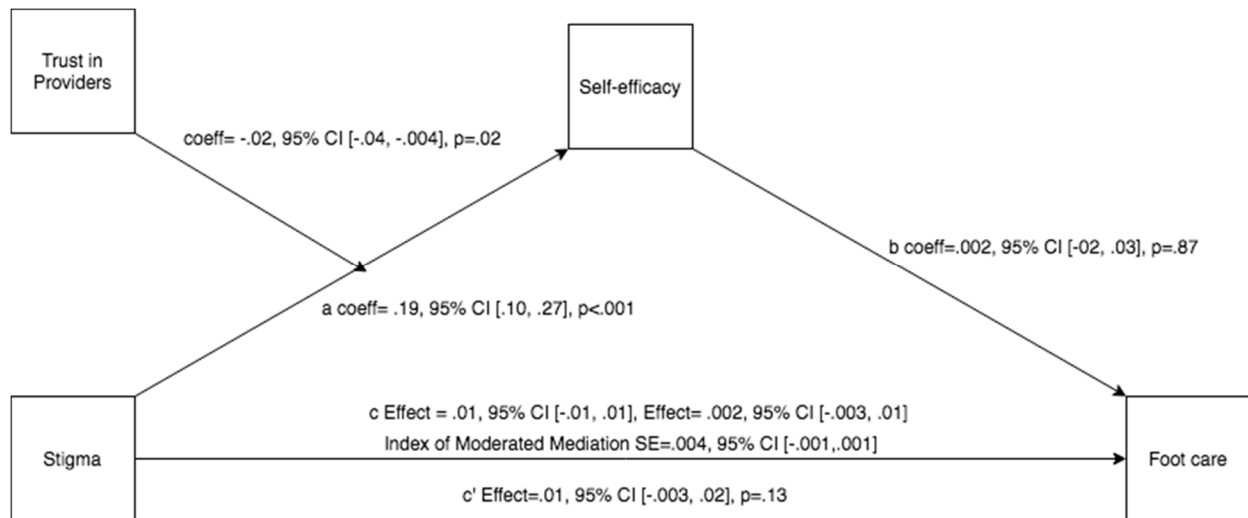 Trust in
Providers
Self-efficacy
coeff= -.02, 95% CI [-.04, -.004], p=.02
b coeff=.002, 95% CI [-02, .03], p=.87
a coeff= .19, 95% CI [.10, .27], p<.001
c Effect = .01, 95% CI [-.01, .01], Effect= .002, 95% CI [-.003, .01]
Index of Moderated Mediation SE=.004, 95% CI [-.001,.001]
Stigma
Foot care
c' Effect=.01, 95% CI [-.003, .02], p=.13